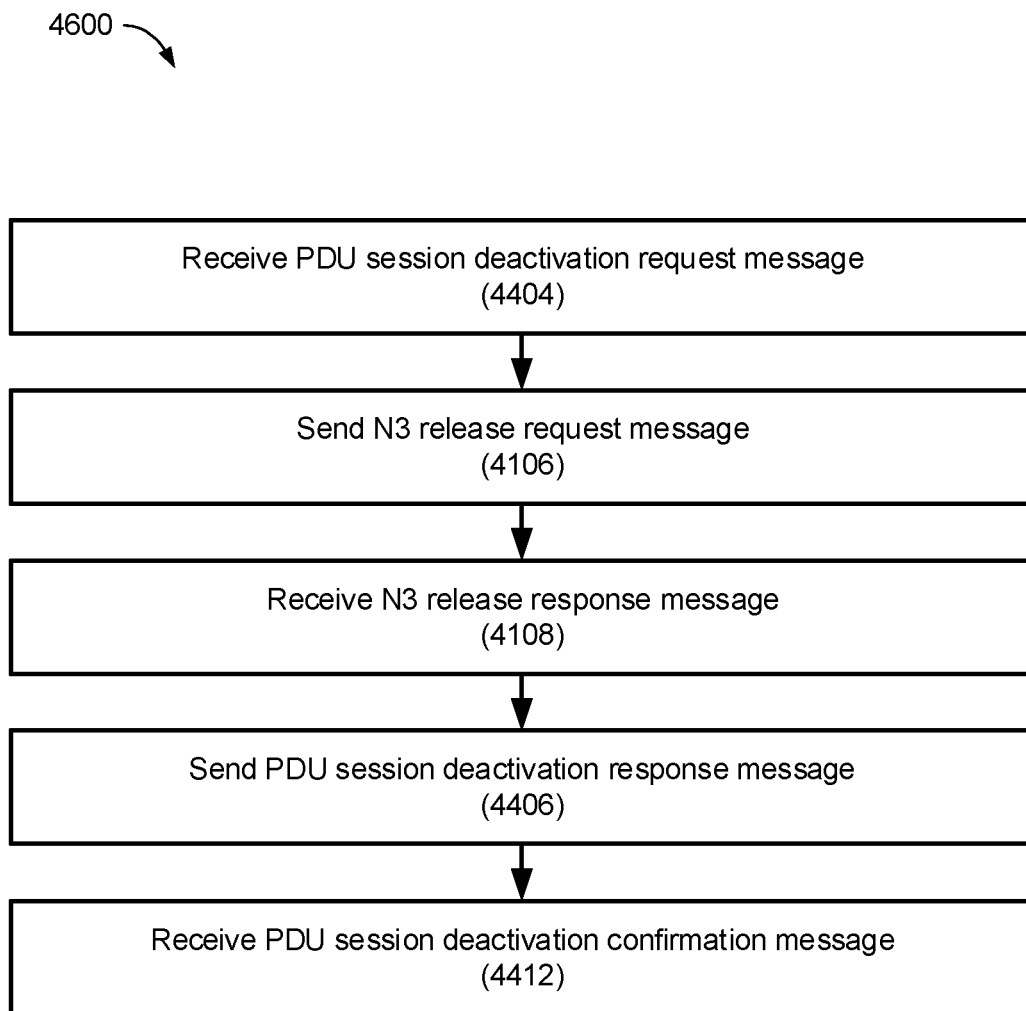 4600
Receive PDU session deactivation request message
(4404)
Send N3 release request message
(4106)
Receive N3 release response message
(4108)
Send PDU session deactivation response message
(4406)
Receive PDU session deactivation confirmation message
(4412)